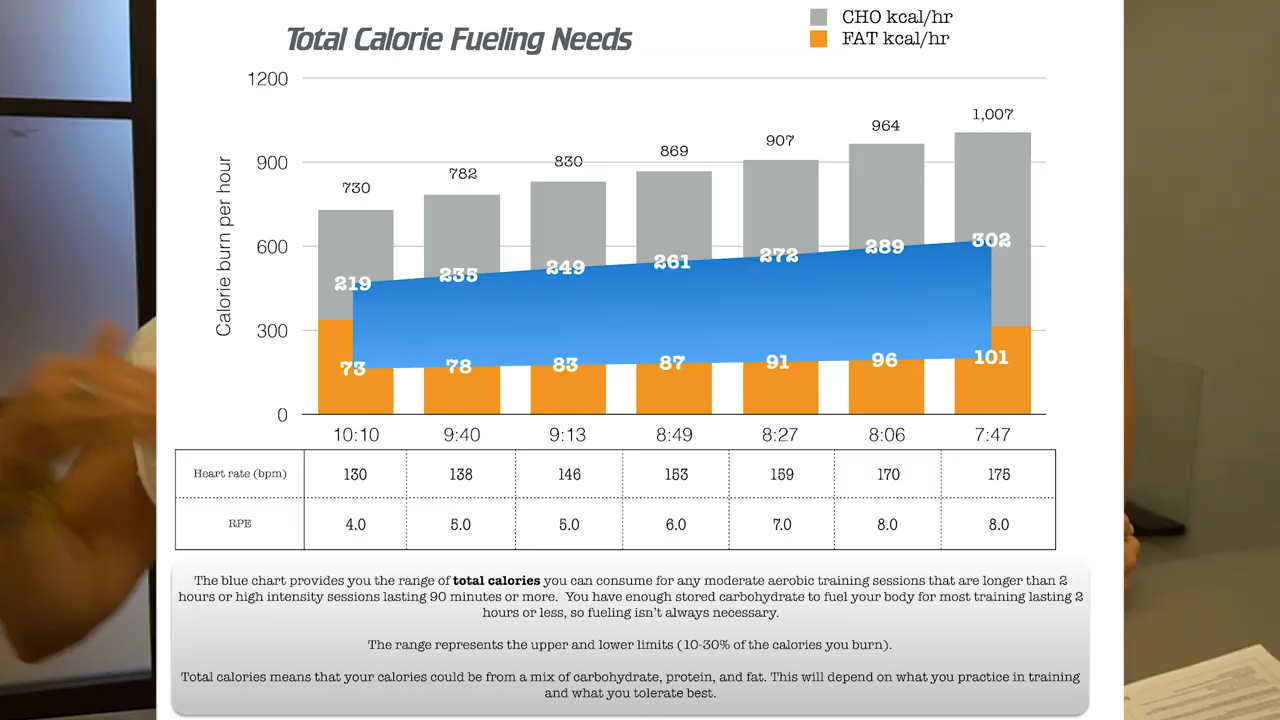 Total Calorie Fueling Needs
CHO kcal/hr
FAT kcal/hr
Calorie burn per hour
1200
900
600
300
0
730
782
830
869
907
964
1,007
219
235
249
261
272
289
302
73
78
83
87
91
96
101
10:10
9:40
9:13
8:49
8:27
8:06
7:47
Heart rate (bpm) 130 138 146 153 159 170 175
RPE 4.0 5.0 5.0 6.0 7.0 8.0 8.0
The blue chart provides you the range of total calories you can consume for any moderate aerobic training sessions that are longer than 2
hours or high intensity sessions lasting 90 minutes or more. You have enough stored carbohydrate to fuel your body for most training lasting 2
hours or less, so fueling isn't always necessary.
The range represents the upper and lower limits (10-30% of the calories you burn).
Total calories means that your calories could be from a mix of carbohydrate, protein, and fat. This will depend on what you practice in training
and what you tolerate best.